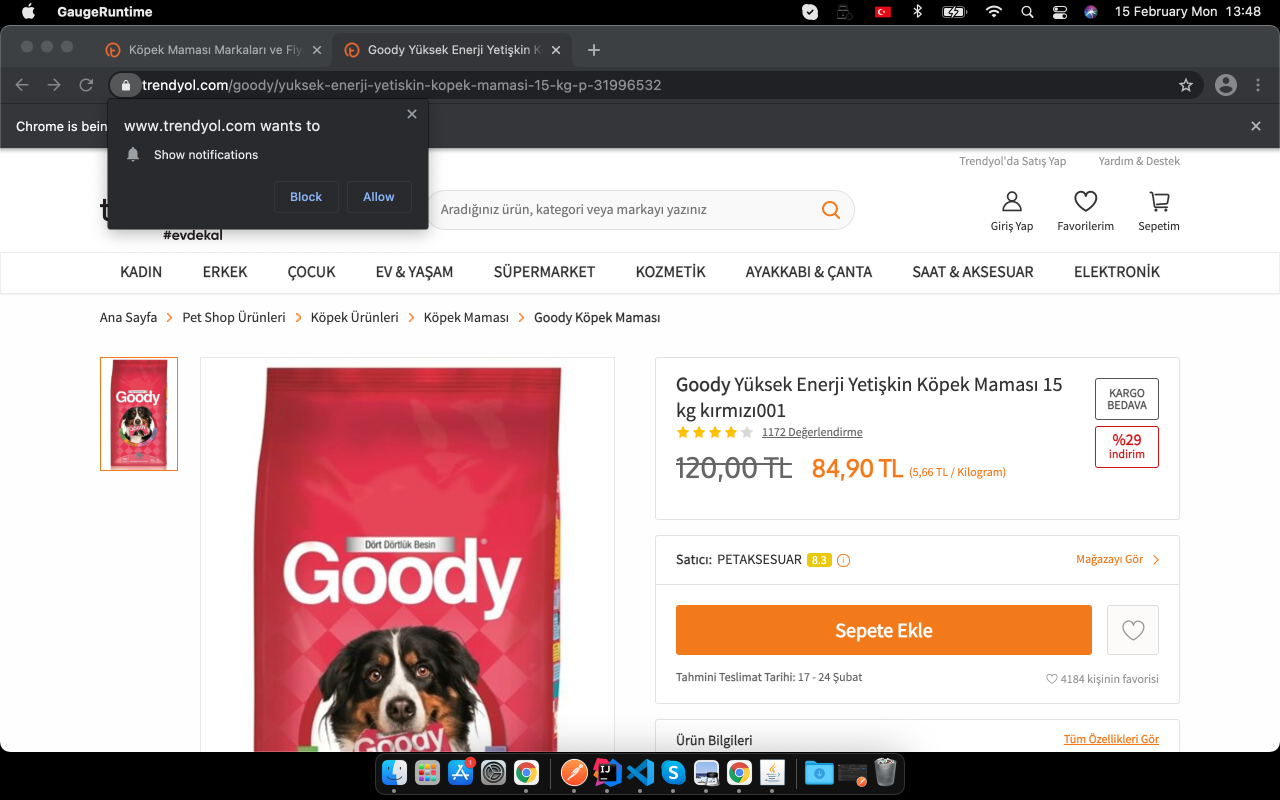 GaugeRuntime
15 February Mon 13:48
Köpek Maması Markaları ve Fiy
Goody Yüksek Enerji Yetişkin K
trendyol.com/goody/yuksek-enerji-yetiskin-kopek-mamasi-15-kg-p-31996532
Chrome is bein
www.trendyol.com wants to
Show notifications
Block
Allow
Trendyol'da Satış Yap
Yardım & Destek
#evdekal
Aradığınız ürün, kategori veya markayı yazınız
Giriş Yap
Favorilerim
Sepetim
KADIN
ERKEK
ÇOCUK
EV & YAŞAM
SÜPERMARKET
KOZMETİK
AYAKKABI & ÇANTA
SAAT & AKSESUAR
ELEKTRONİK
Ana Sayfa
Pet Shop Ürünleri
Köpek Ürünleri
Köpek Maması
Goody Köpek Maması
Goody
Dört Dörtlük Besin
Goody
Goody
Goody Yüksek Enerji Yetişkin Köpek Maması 15
kg kırmızı001
1172 Değerlendirme
120,00 TL 84,90 TL (5,66 TL / Kilogram)
KARGO
BEDAVA
%29
indirim
Satıcı: PETAKSESUAR 8.3
Mağazayı Gör
Sepete Ekle
Tahmini Teslimat Tarihi: 17 - 24 Şubat
4184 kişinin favorisi
Ürün Bilgileri
Tüm Özellikleri Gör
1